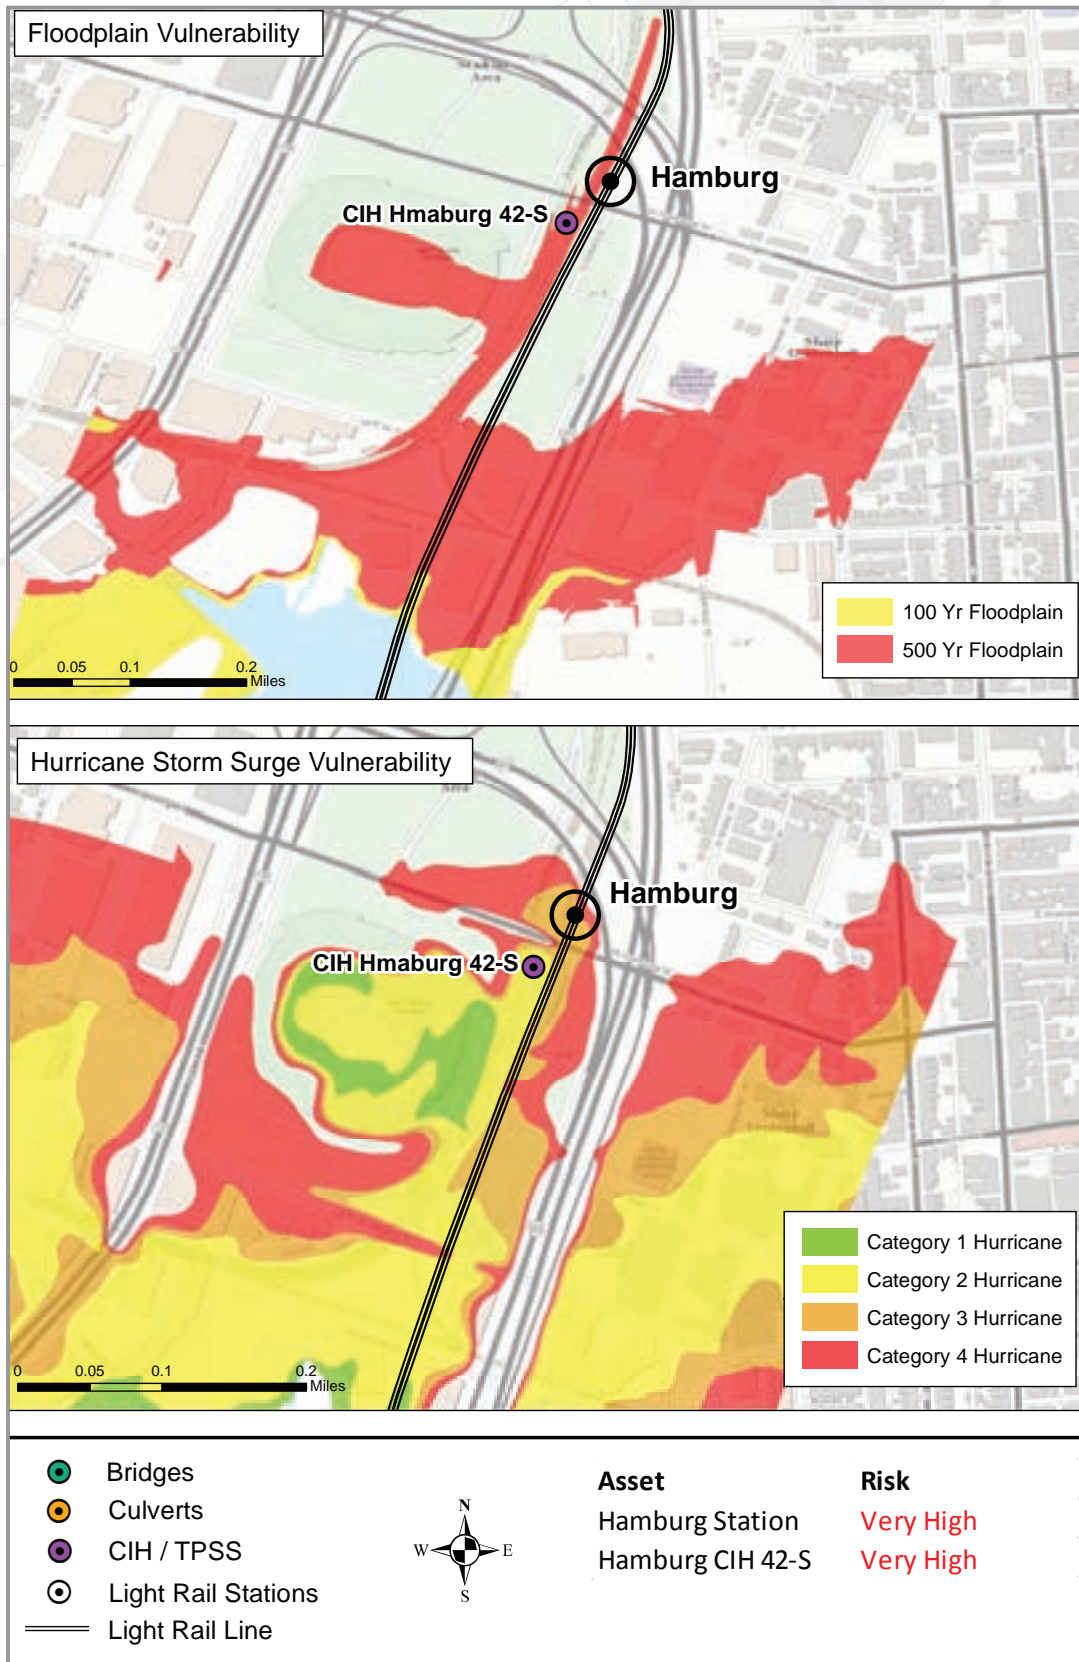 Floodplain Vulnerability
Hamburg
CIH Hmaburg 42-S
100 Yr Floodplain
500 Yr Floodplain
0 0.05 0.1 0.2
Miles
Hurricane Storm Surge Vulnerability
Hamburg
CIH Hmaburg 42-S
Category 1 Hurricane
Category 2 Hurricane
Category 3 Hurricane
Category 4 Hurricane
0 0.05 0.1 0.2
Miles
Bridges
Culverts
CIH / TPSS
Light Rail Stations
Light Rail Line
N
W E
S
Asset Risk
Hamburg Station Very High
Hamburg CIH 42-S Very High